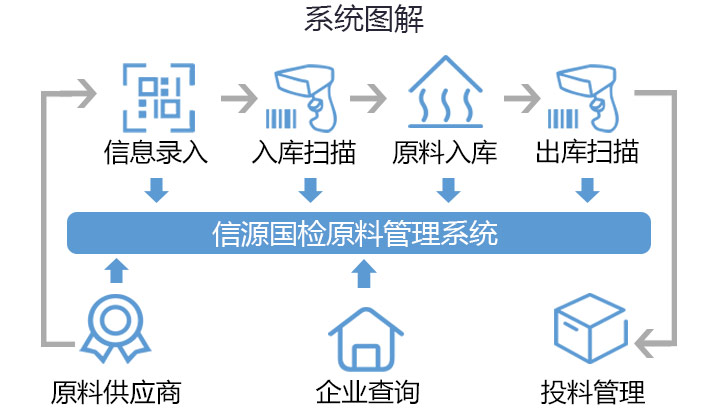 系统图解
信息录入 入库扫描 原料入库 出库扫描
信源国检原料管理系统
原料供应商 企业查询 投料管理